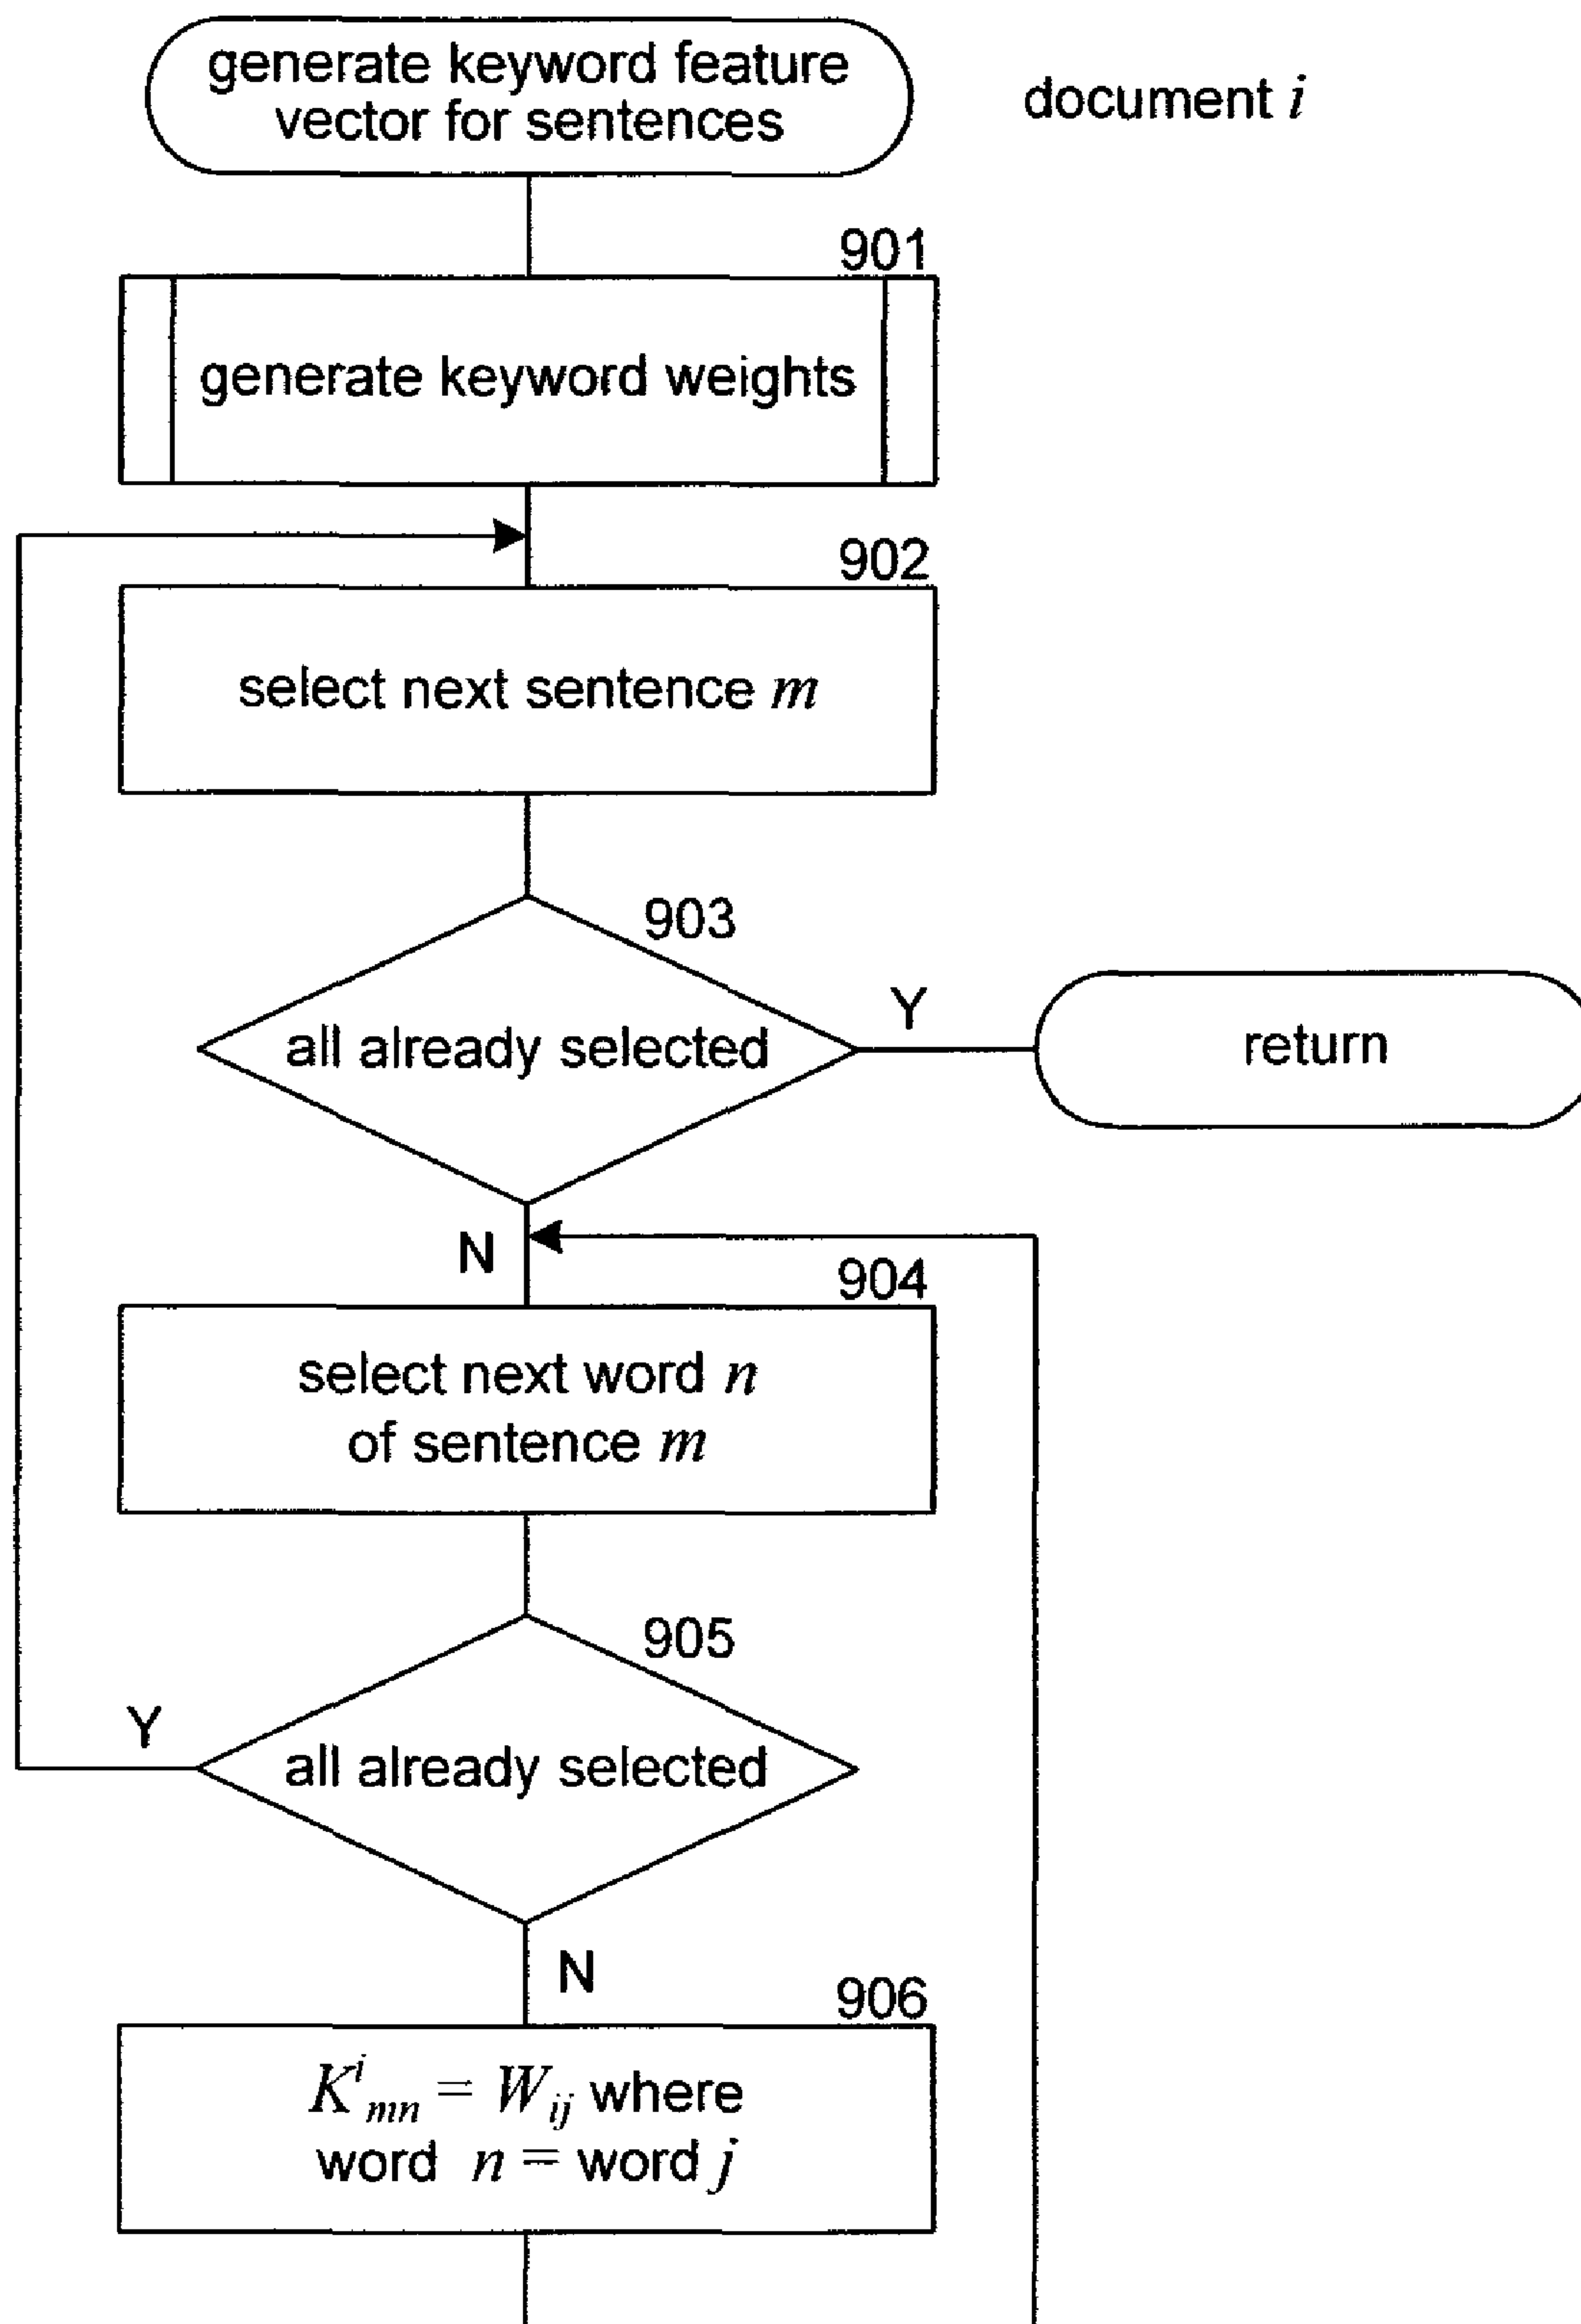 generate keyword feature
vector for sentences
document i
901
generate keyword weights
902
select next sentence m
903
all already selected
Y
return
N
904
select next word n
of sentence m
905
Y
all already selected
N
906
K^i_mn = W_ij where
word n = word j